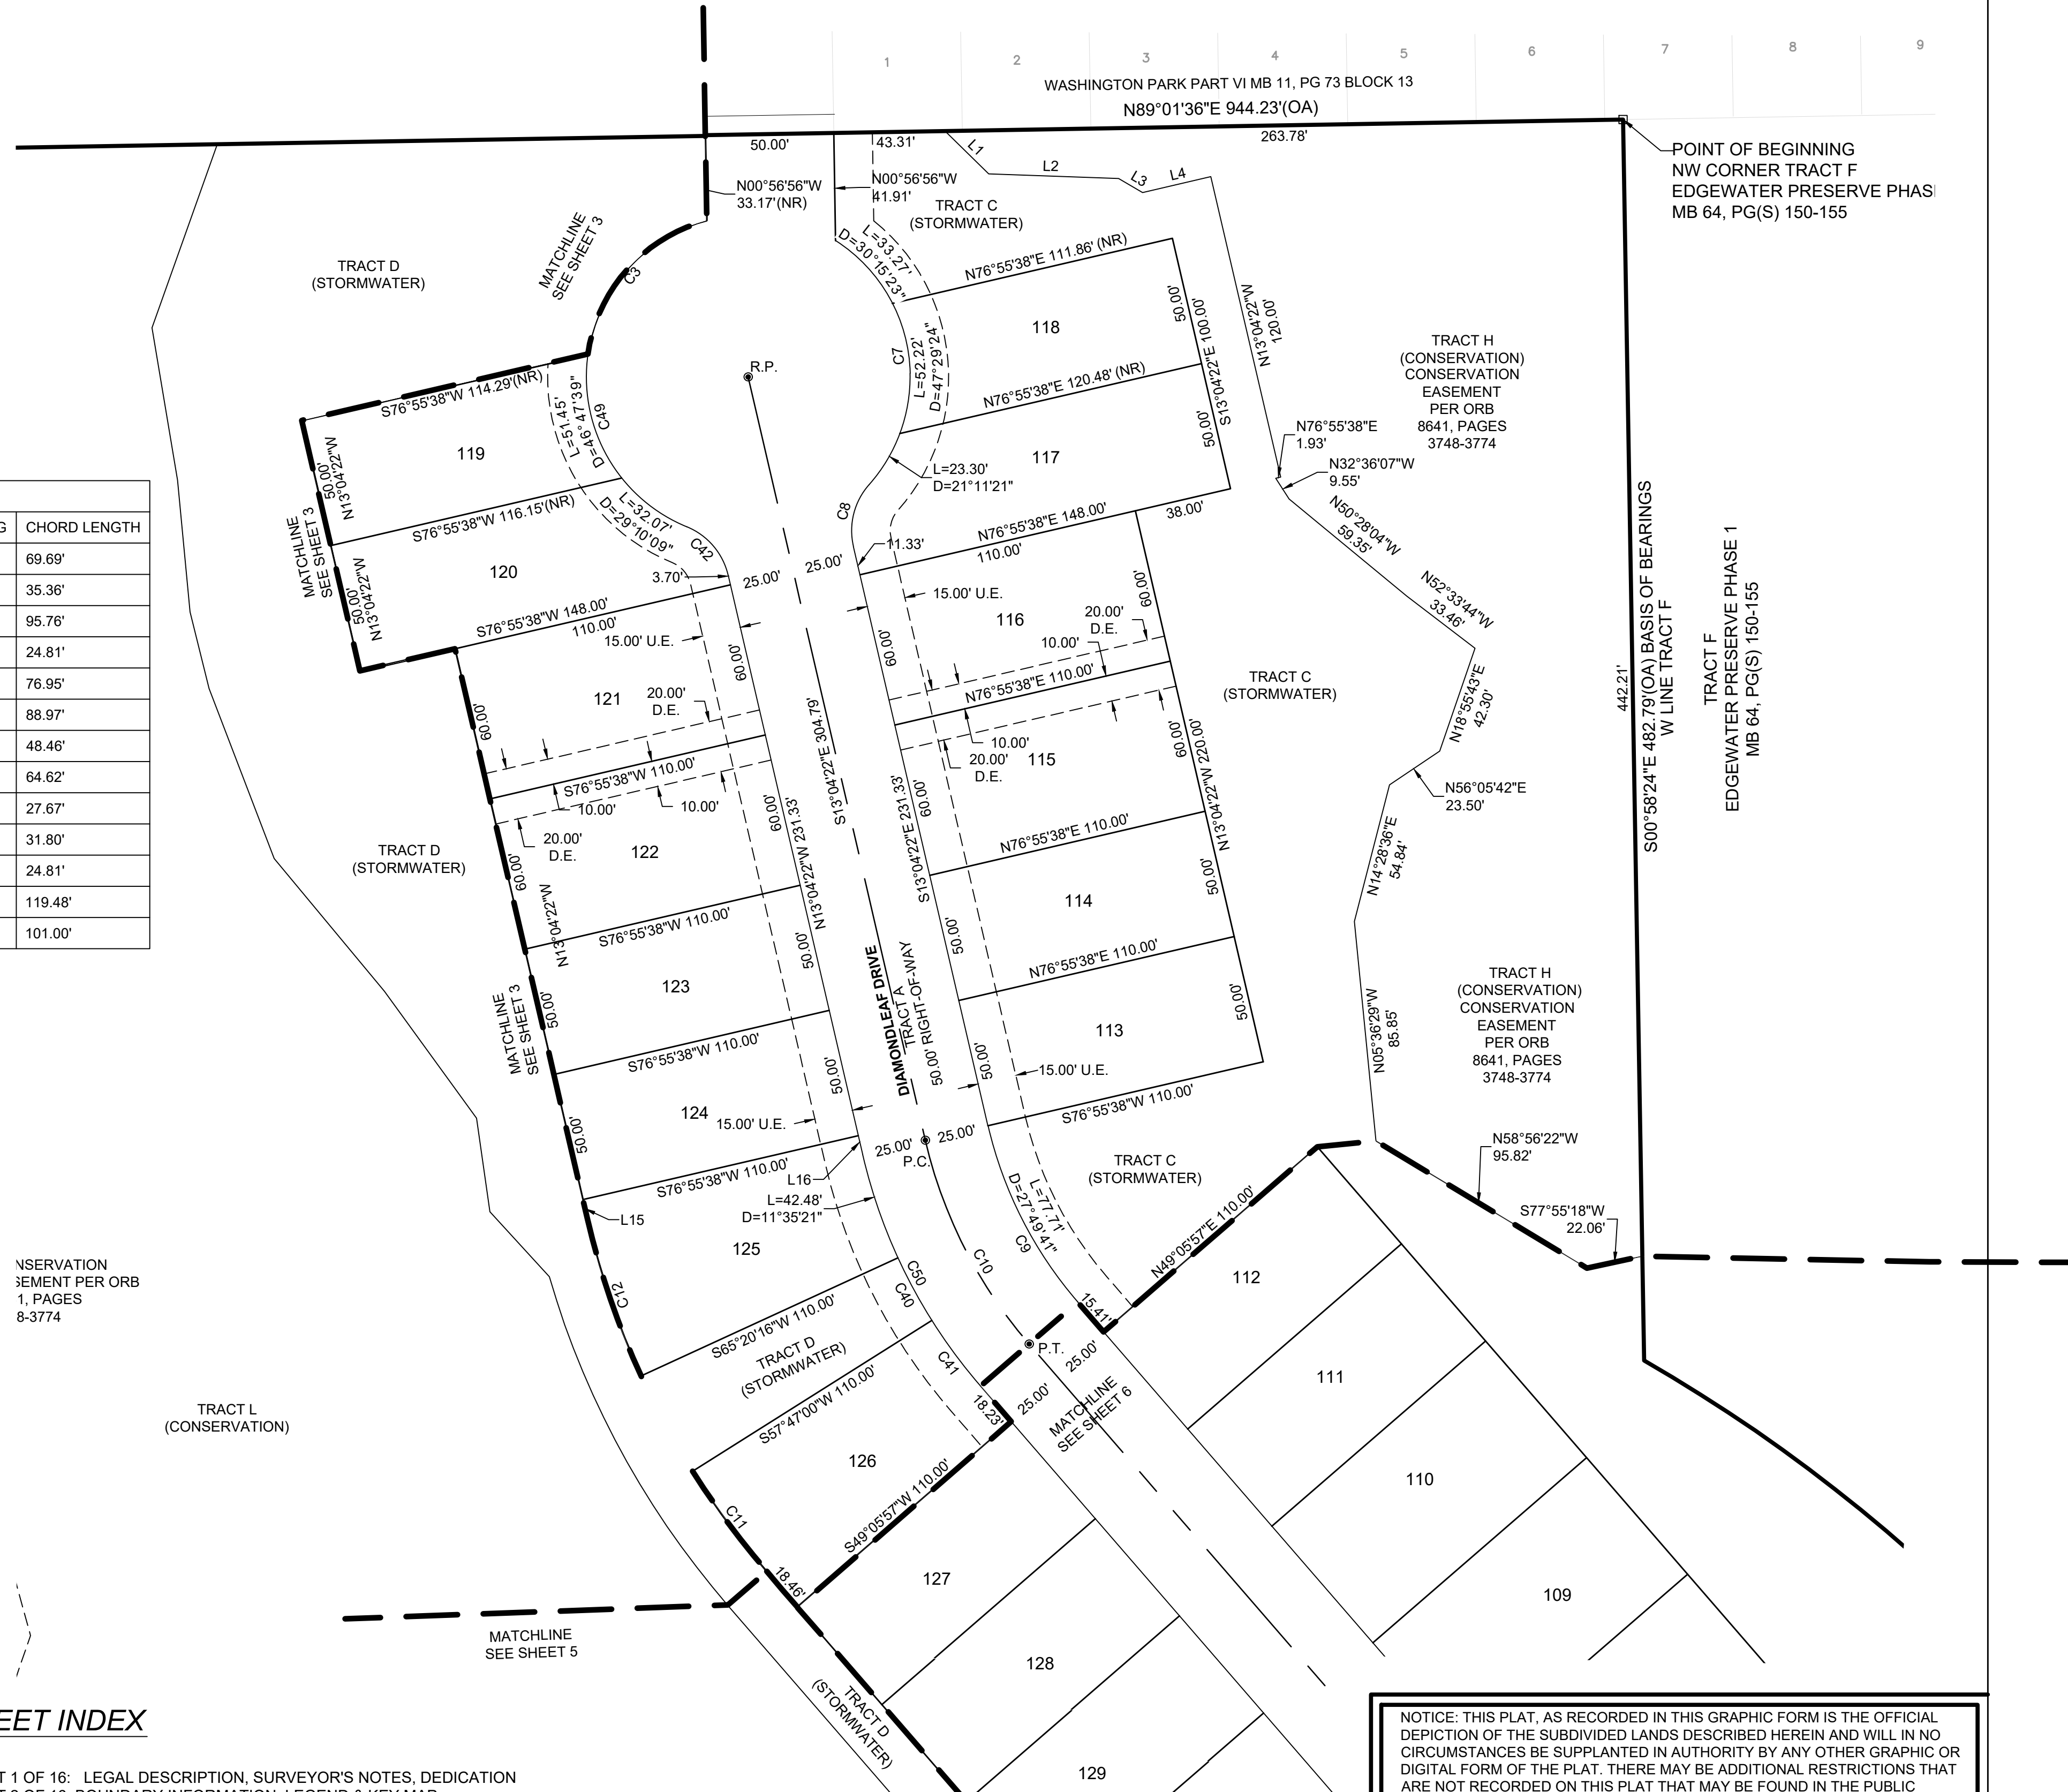 1
2
3
4
5
6
7
8
9
WASHINGTON PARK PART VI MB 11, PG 73 BLOCK 13
N89°01'36"E 944.23'(OA)
50.00'
43.31'
L1
L2
L3
L4
263.78'
POINT OF BEGINNING
NW CORNER TRACT F
EDGEWATER PRESERVE PHAS
MB 64, PG(S) 150-155
N00°56'56"W
33.17'(NR)
N00°56'56"W
41.91'
TRACT C
(STORMWATER)
TRACT D
(STORMWATER)
MATCHLINE
SEE SHEET 3
C3
L=33.27'
D=30°15'23"
N76°55'38"E 111.86' (NR)
118
50.00'
S13°04'22"E 100.00'
N13°04'22"W
120.00'
TRACT H
(CONSERVATION)
CONSERVATION
EASEMENT
PER ORB
8641, PAGES
3748-3774
R.P.
C7
L=52.22'
D=47°29'24"
N76°55'38"E 120.48' (NR)
50.00'
117
S76°55'38"W 114.29'(NR)
119
50.00'
N13°04'22"W
L=51.45'
D=46°47'39"
C49
N76°55'38"E
1.93'
N32°36'07"W
9.55'
L=23.30'
D=21°11'21"
C8
N76°55'38"E 148.00'
110.00'
38.00'
N50°28'04"W
59.35'
S76°55'38"W 116.15'(NR)
L=32.07'
D=29°10'09"
C42
11.33'
3.70'
25.00'
25.00'
120
MATCHLINE
SEE SHEET 3
50.00'
N13°04'22"W
S76°55'38"W 148.00'
110.00'
15.00' U.E.
15.00' U.E.
60.00'
116
20.00'
D.E.
10.00'
60.00'
N76°55'38"E 110.00'
N52°33'44"W
33.46'
S00°58'24"E 482.79'(OA) BASIS OF BEARINGS
W LINE TRACT F
442.21'
TRACT F
EDGEWATER PRESERVE PHASE 1
MB 64, PG(S) 150-155
TRACT C
(STORMWATER)
N18°55'43"E
42.30'
60.00'
121
20.00'
D.E.
60.00'
S76°55'38"W 110.00'
10.00'
10.00'
20.00'
D.E.
S13°04'22"E 304.79'
10.00'
20.00'
D.E.
115
60.00'
N13°04'22"W 220.00'
N56°05'42"E
23.50'
G
CHORD LENGTH
69.69'
35.36'
95.76'
24.81'
76.95'
88.97'
48.46'
64.62'
27.67'
31.80'
24.81'
119.48'
101.00'
TRACT D
(STORMWATER)
122
60.00'
60.00'
N13°04'22"W 231.33'
S13°04'22"E 231.33'
60.00'
N76°55'38"E 110.00'
N14°28'36"E
54.84'
N13°04'22"W
S76°55'38"W 110.00'
50.00'
114
50.00'
50.00'
N76°55'38"E 110.00'
MATCHLINE
SEE SHEET 3
50.00'
123
S76°55'38"W 110.00'
DIAMONDLEAF DRIVE
TRACT A
50.00' RIGHT-OF-WAY
50.00'
113
50.00'
15.00' U.E.
S76°55'38"W 110.00'
N05°36'29"W
85.85'
TRACT H
(CONSERVATION)
CONSERVATION
EASEMENT
PER ORB
8641, PAGES
3748-3774
50.00'
124
50.00'
15.00' U.E.
25.00'
25.00'
P.C.
S76°55'38"W 110.00'
L16
L15
L=42.48'
D=11°35'21"
125
C12
TRACT C
(STORMWATER)
L=77.71'
D=27°49'41"
C9
C10
N58°56'22"W
95.82'
S77°55'18"W
22.06'
N49°05'57"E 110.00'
112
C50
C40
S65°20'16"W 110.00'
TRACT D
(STORMWATER)
15.41'
P.T.
25.00'
25.00'
MATCHLINE
SEE SHEET 6
C41
18.23'
S57°47'00"W 110.00'
126
C11
S49°05'57"W 110.00'
18.46'
111
110
109
127
128
129
NSERVATION
SEMENT PER ORB
1, PAGES
8-3774
TRACT L
(CONSERVATION)
MATCHLINE
SEE SHEET 5
TRACT D
(STORMWATER)
EET INDEX
T 1 OF 16: LEGAL DESCRIPTION, SURVEYOR'S NOTES, DEDICATION
NOTICE: THIS PLAT, AS RECORDED IN THIS GRAPHIC FORM IS THE OFFICIAL
DEPICTION OF THE SUBDIVIDED LANDS DESCRIBED HEREIN AND WILL IN NO
CIRCUMSTANCES BE SUPPLANTED IN AUTHORITY BY ANY OTHER GRAPHIC OR
DIGITAL FORM OF THE PLAT. THERE MAY BE ADDITIONAL RESTRICTIONS THAT
ARE NOT RECORDED ON THIS PLAT THAT MAY BE FOUND IN THE PUBLIC